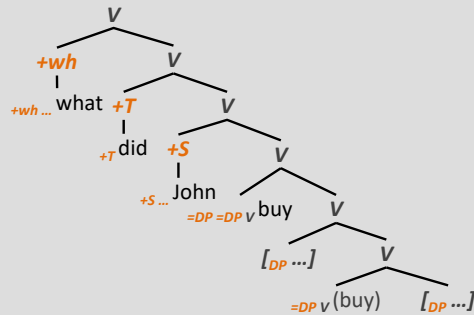 V
+wh V
+wh ... what +T V
+T did +S V
+S ... John =DP =DP V buy V
[DP ...] V
=DP V (buy) [DP ...]